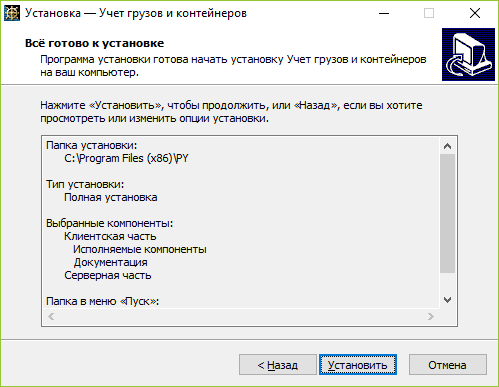 Установка — Учет грузов и контейнеров
Всё готово к установке
Программа установки готова начать установку Учет грузов и контейнеров
на ваш компьютер.
Нажмите «Установить», чтобы продолжить, или «Назад», если вы хотите
просмотреть или изменить опции установки.
Папка установки:
C:\Program Files (x86)\PY
Тип установки:
Полная установка
Выбранные компоненты:
Клиентская часть
Исполняемые компоненты
Документация
Серверная часть
Папка в меню «Пуск»:
< Назад
Установить
Отмена